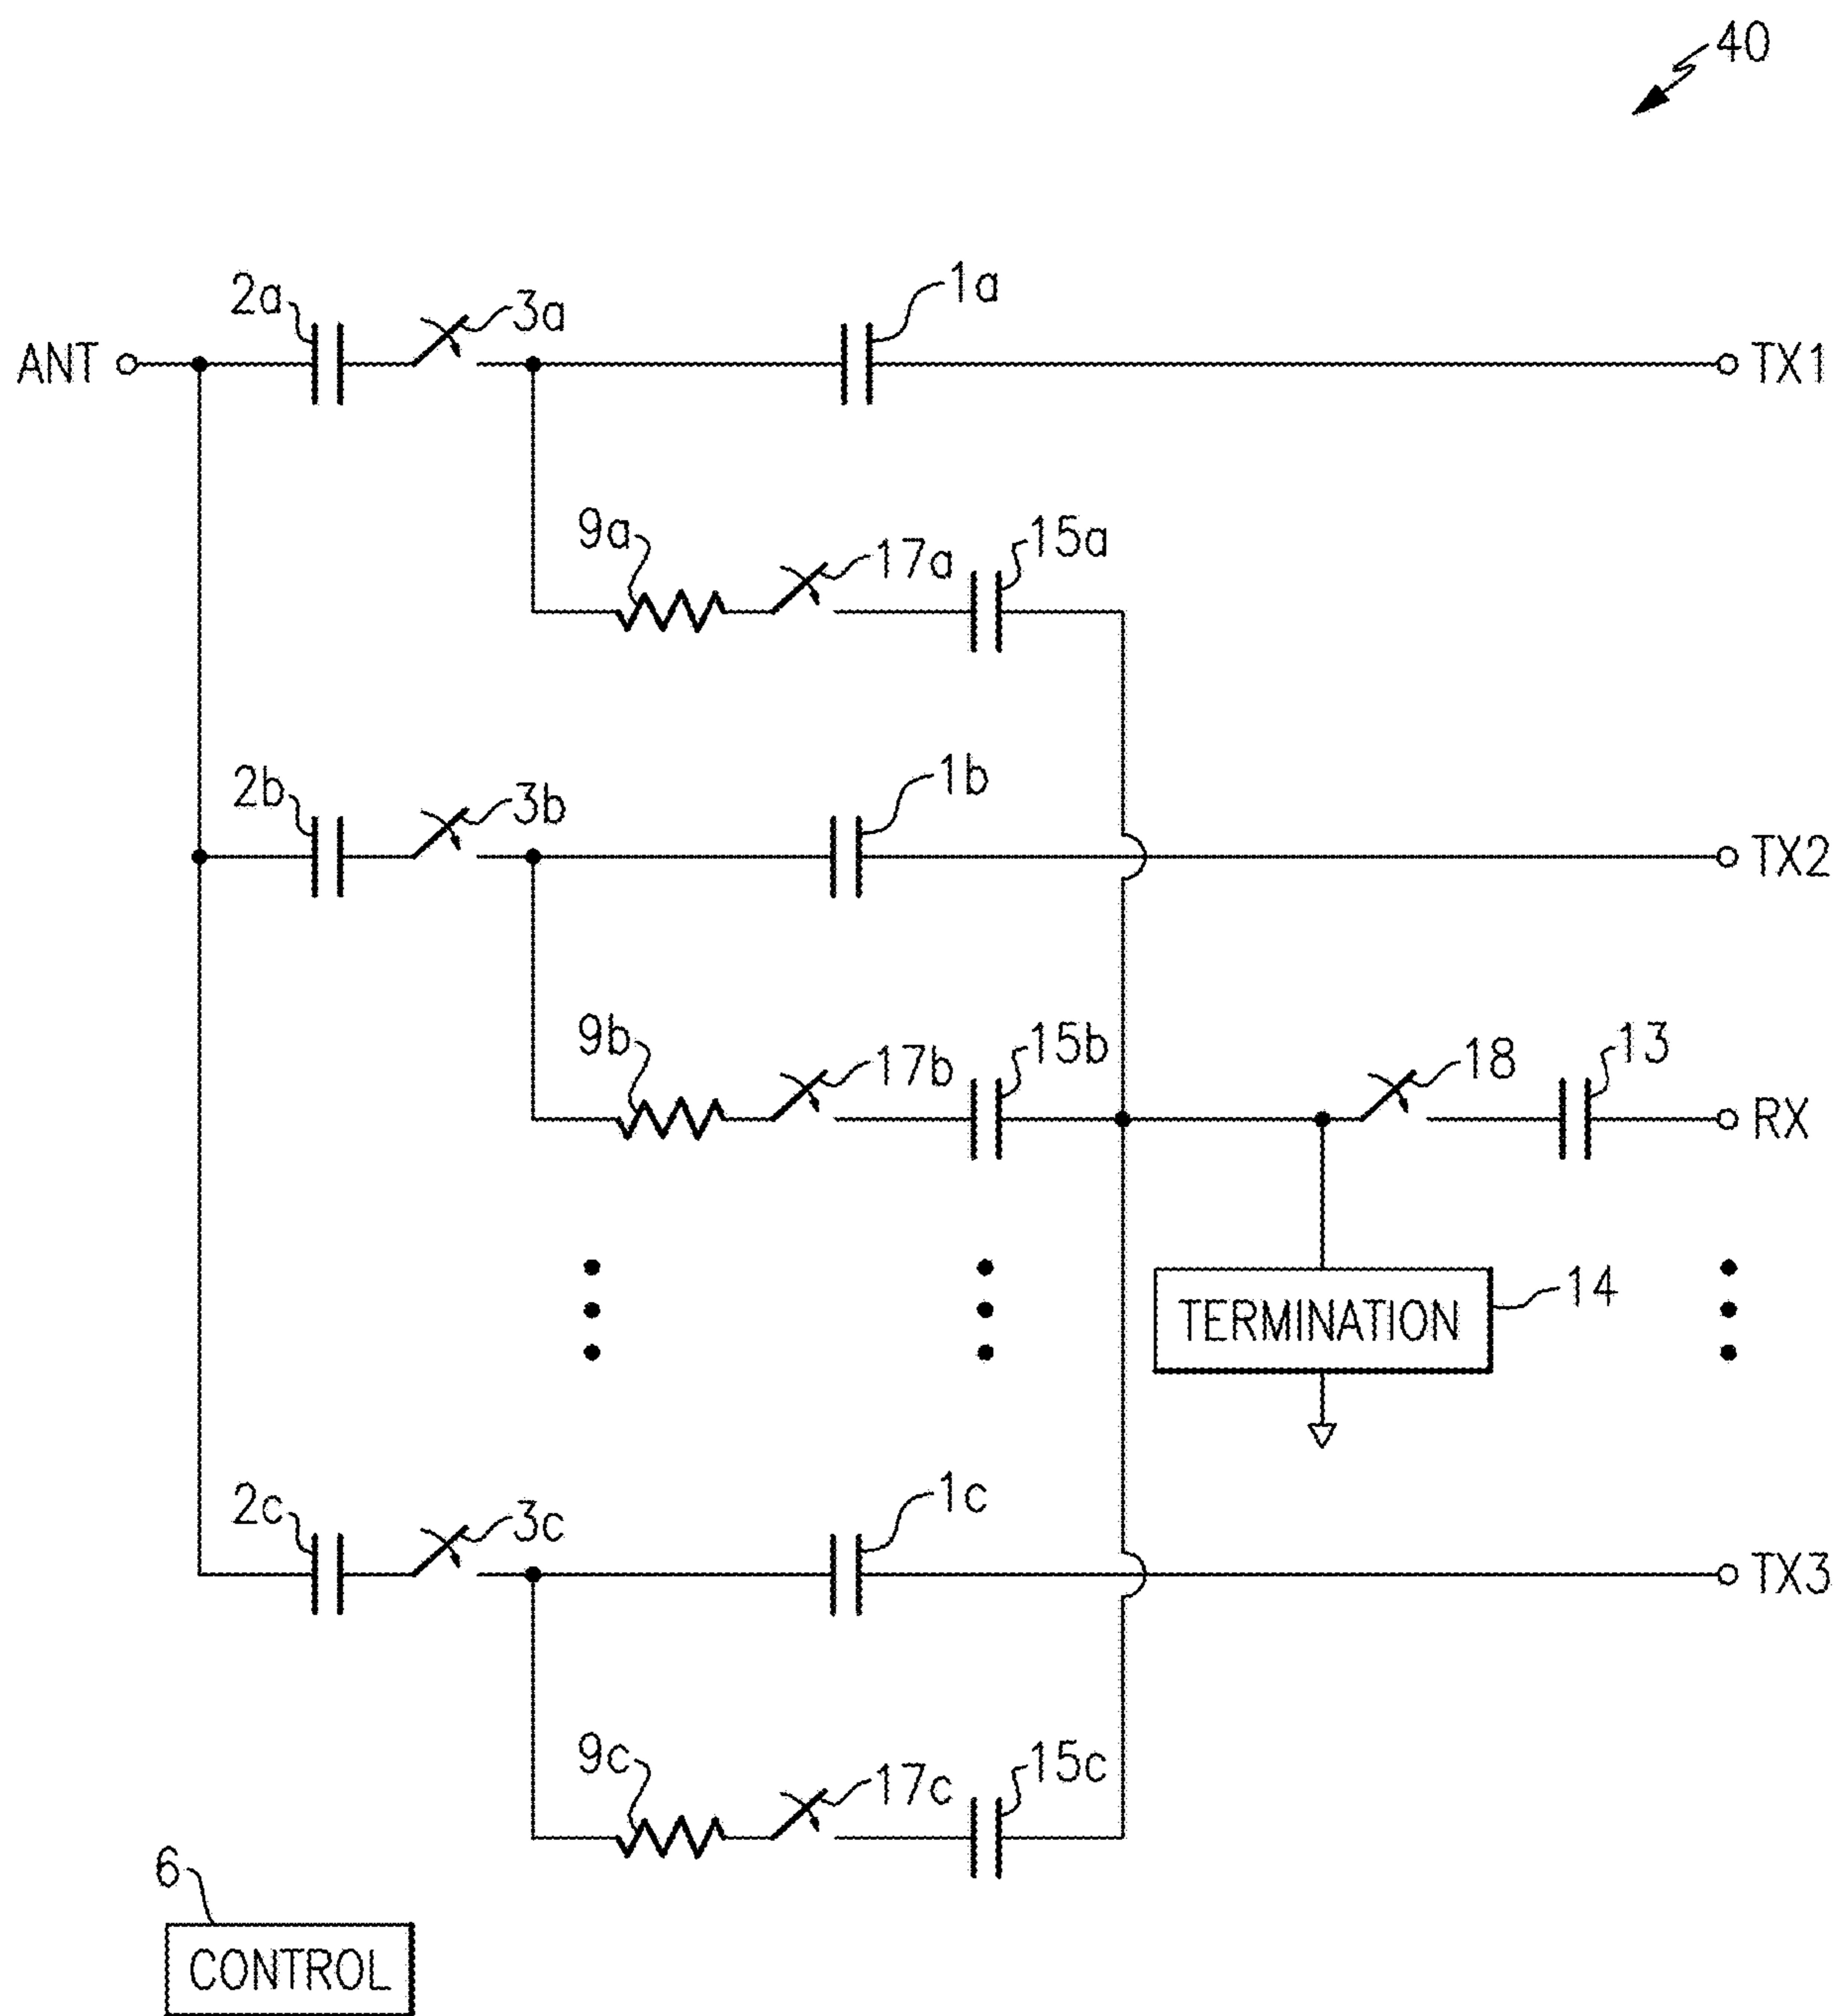 40
2a
3a
1a
ANT
TX1
9a
17a
15a
2b
3b
1b
TX2
9b
17b
15b
18
13
RX
TERMINATION
14
2c
3c
1c
TX3
9c
17c
15c
6
CONTROL